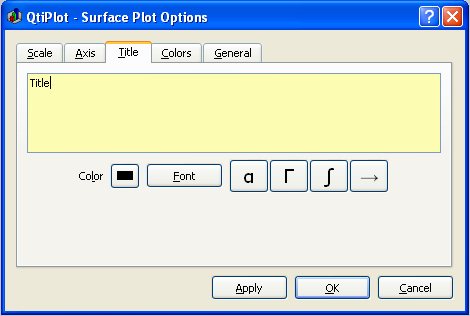 QtiPlot - Surface Plot Options
Scale Axis Title Colors General
Title
Color Font α Γ ∫ →
Apply OK Cancel